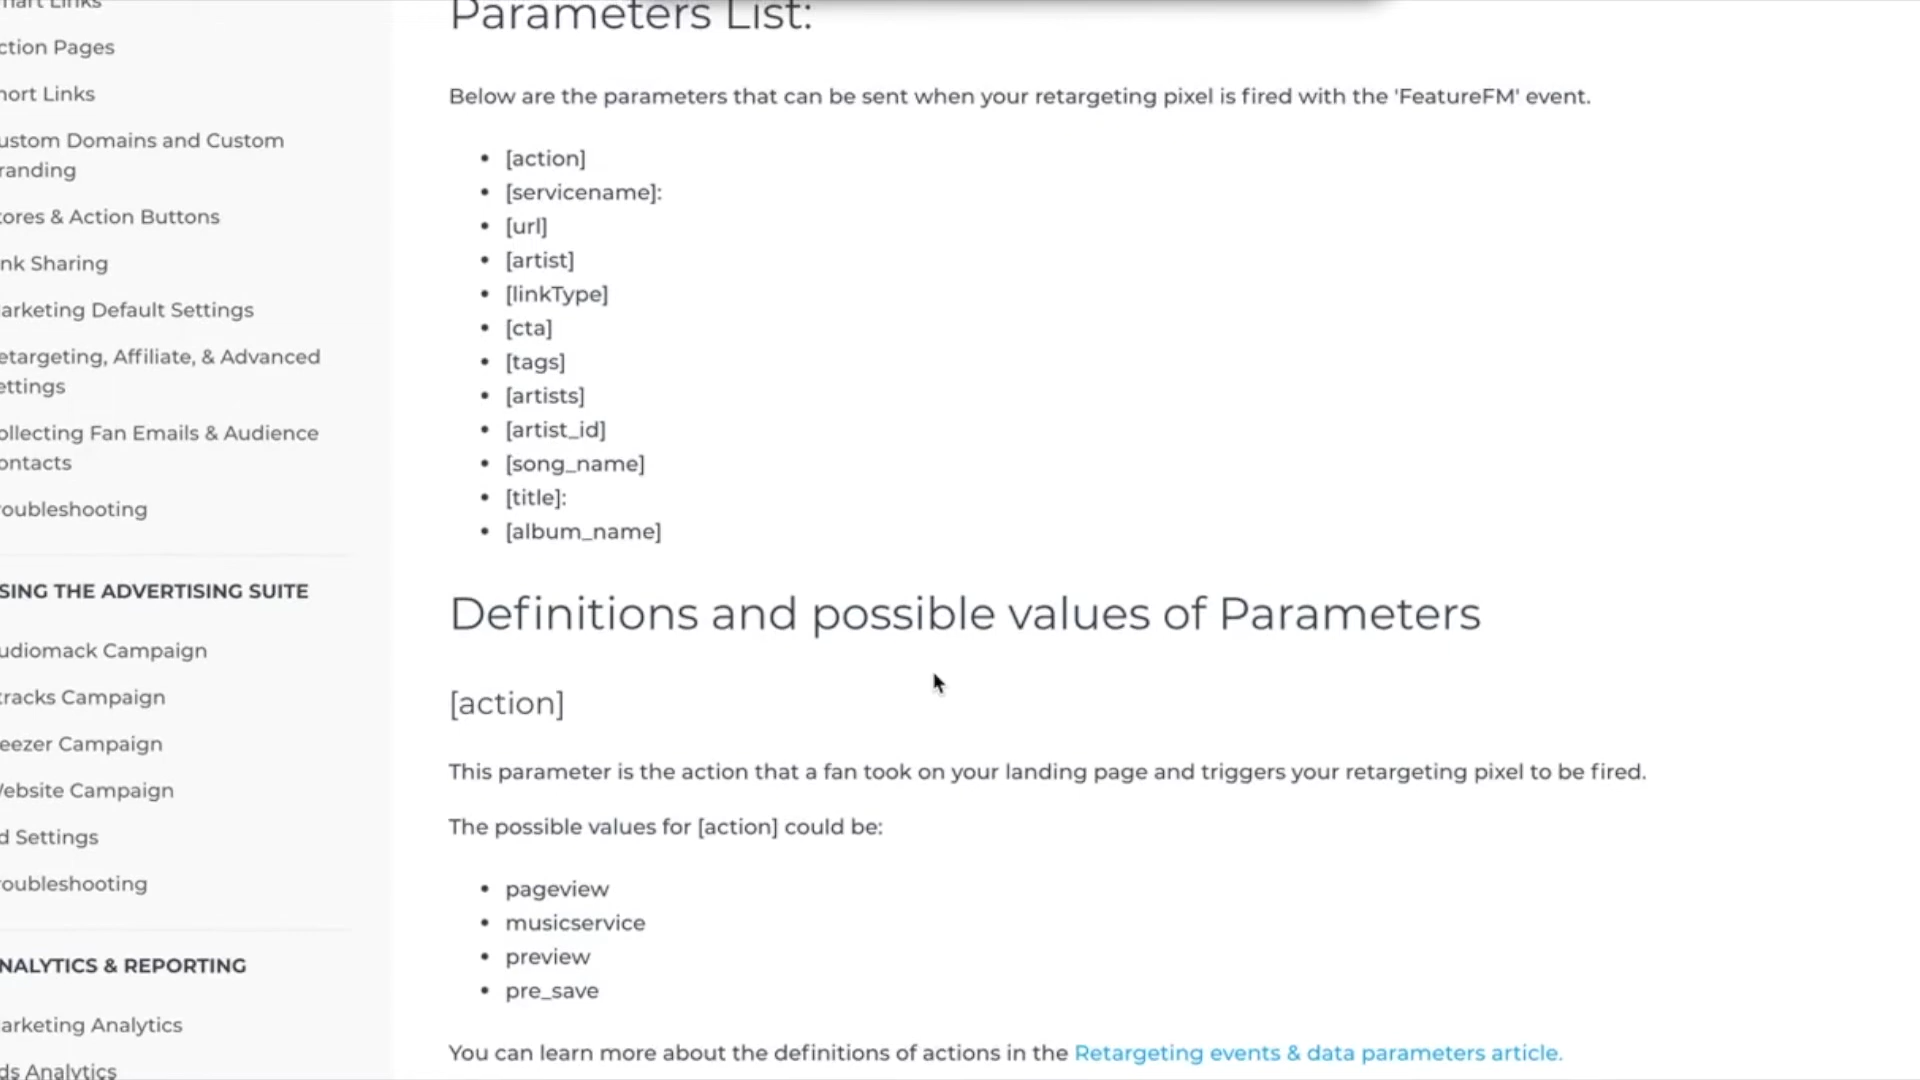 ction Pages
hort Links
ustom Domains and Custom
randing
tores & Action Buttons
nk Sharing
arketing Default Settings
etargeting, Affiliate, & Advanced
ettings
ollecting Fan Emails & Audience
ontacts
roubleshooting
SING THE ADVERTISING SUITE
udiomack Campaign
tracks Campaign
eezer Campaign
Website Campaign
d Settings
roubleshooting
NALYTICS & REPORTING
arketing Analytics
ds Analytics
Parameters List:
Below are the parameters that can be sent when your retargeting pixel is fired with the 'FeatureFM' event.
• [action]
• [servicename]:
• [url]
• [artist]
• [linkType]
• [cta]
• [tags]
• [artists]
• [artist_id]
• [song_name]
• [title]:
• [album_name]
Definitions and possible values of Parameters
[action]
This parameter is the action that a fan took on your landing page and triggers your retargeting pixel to be fired.
The possible values for [action] could be:
• pageview
• musicservice
• preview
• pre_save
You can learn more about the definitions of actions in the Retargeting events & data parameters article.